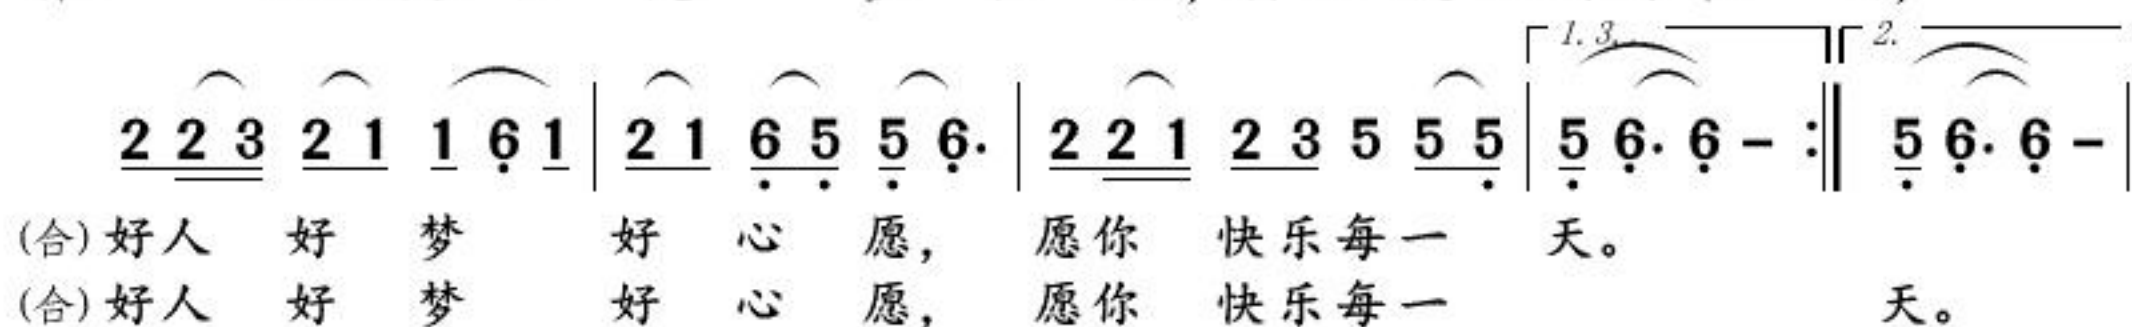 1. 3. 2.
2 2 3 2 1 1 6 1 | 2 1 6 5 5 6. | 2 2 1 2 3 5 5 5 | 5 6. 6 – :‖ 5 6. 6 – |
(合)好人 好 梦 好 心 愿, 愿你 快乐每一 天。
(合)好人 好 梦 好 心 愿, 愿你 快乐每一 天。